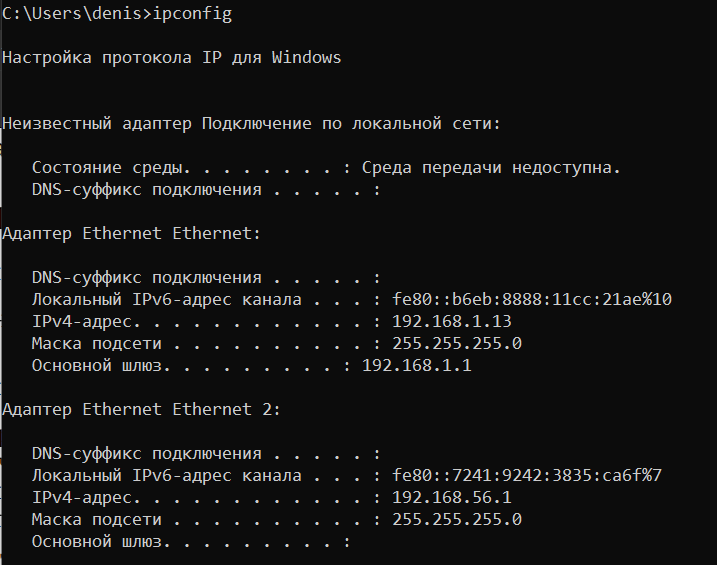 C:\Users\denis>ipconfig
Настройка протокола IP для Windows
Неизвестный адаптер Подключение по локальной сети:
Состояние среды. . . . . . . . : Среда передачи недоступна.
DNS-суффикс подключения . . . . . :
Адаптер Ethernet Ethernet:
DNS-суффикс подключения . . . . . :
Локальный IPv6-адрес канала . . . : fe80::b6eb:8888:11cc:21ae%10
IPv4-адрес. . . . . . . . . . . . : 192.168.1.13
Маска подсети . . . . . . . . . . : 255.255.255.0
Основной шлюз. . . . . . . . . : 192.168.1.1
Адаптер Ethernet Ethernet 2:
DNS-суффикс подключения . . . . . :
Локальный IPv6-адрес канала . . . : fe80::7241:9242:3835:ca6f%7
IPv4-адрес. . . . . . . . . . . . : 192.168.56.1
Маска подсети . . . . . . . . . . : 255.255.255.0
Основной шлюз. . . . . . . . . :